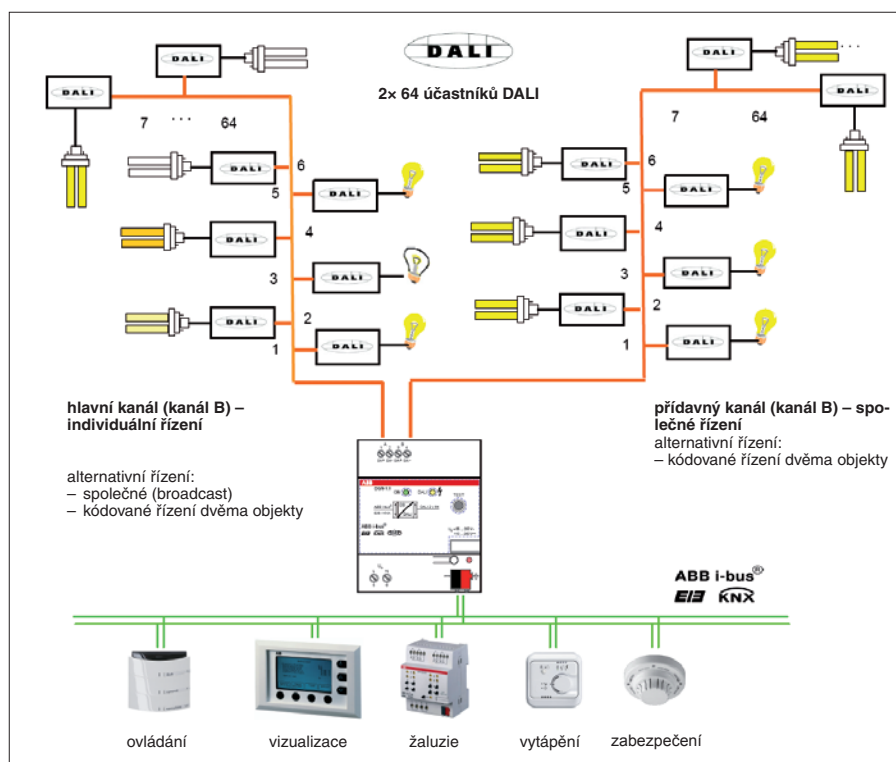 DALI
DALI
DALI
DALI
DALI
2× 64 účastníků DALI
7 ··· 64
7 64
6
6
DALI
DALI
5
5
DALI
DALI
4
4
DALI
DALI
3
3
DALI
DALI
2
2
DALI
DALI
1
1
DALI
DALI
hlavní kanál (kanál B) –
individuální řízení
alternativní řízení:
– společné (broadcast)
– kódované řízení dvěma objekty
přídavný kanál (kanál B) – spo-
lečné řízení
alternativní řízení:
– kódované řízení dvěma objekty
ABB
ABB i-bus®
ABB i-bus®
EIB KNX
ovládání
vizualizace
žaluzie
vytápění
zabezpečení